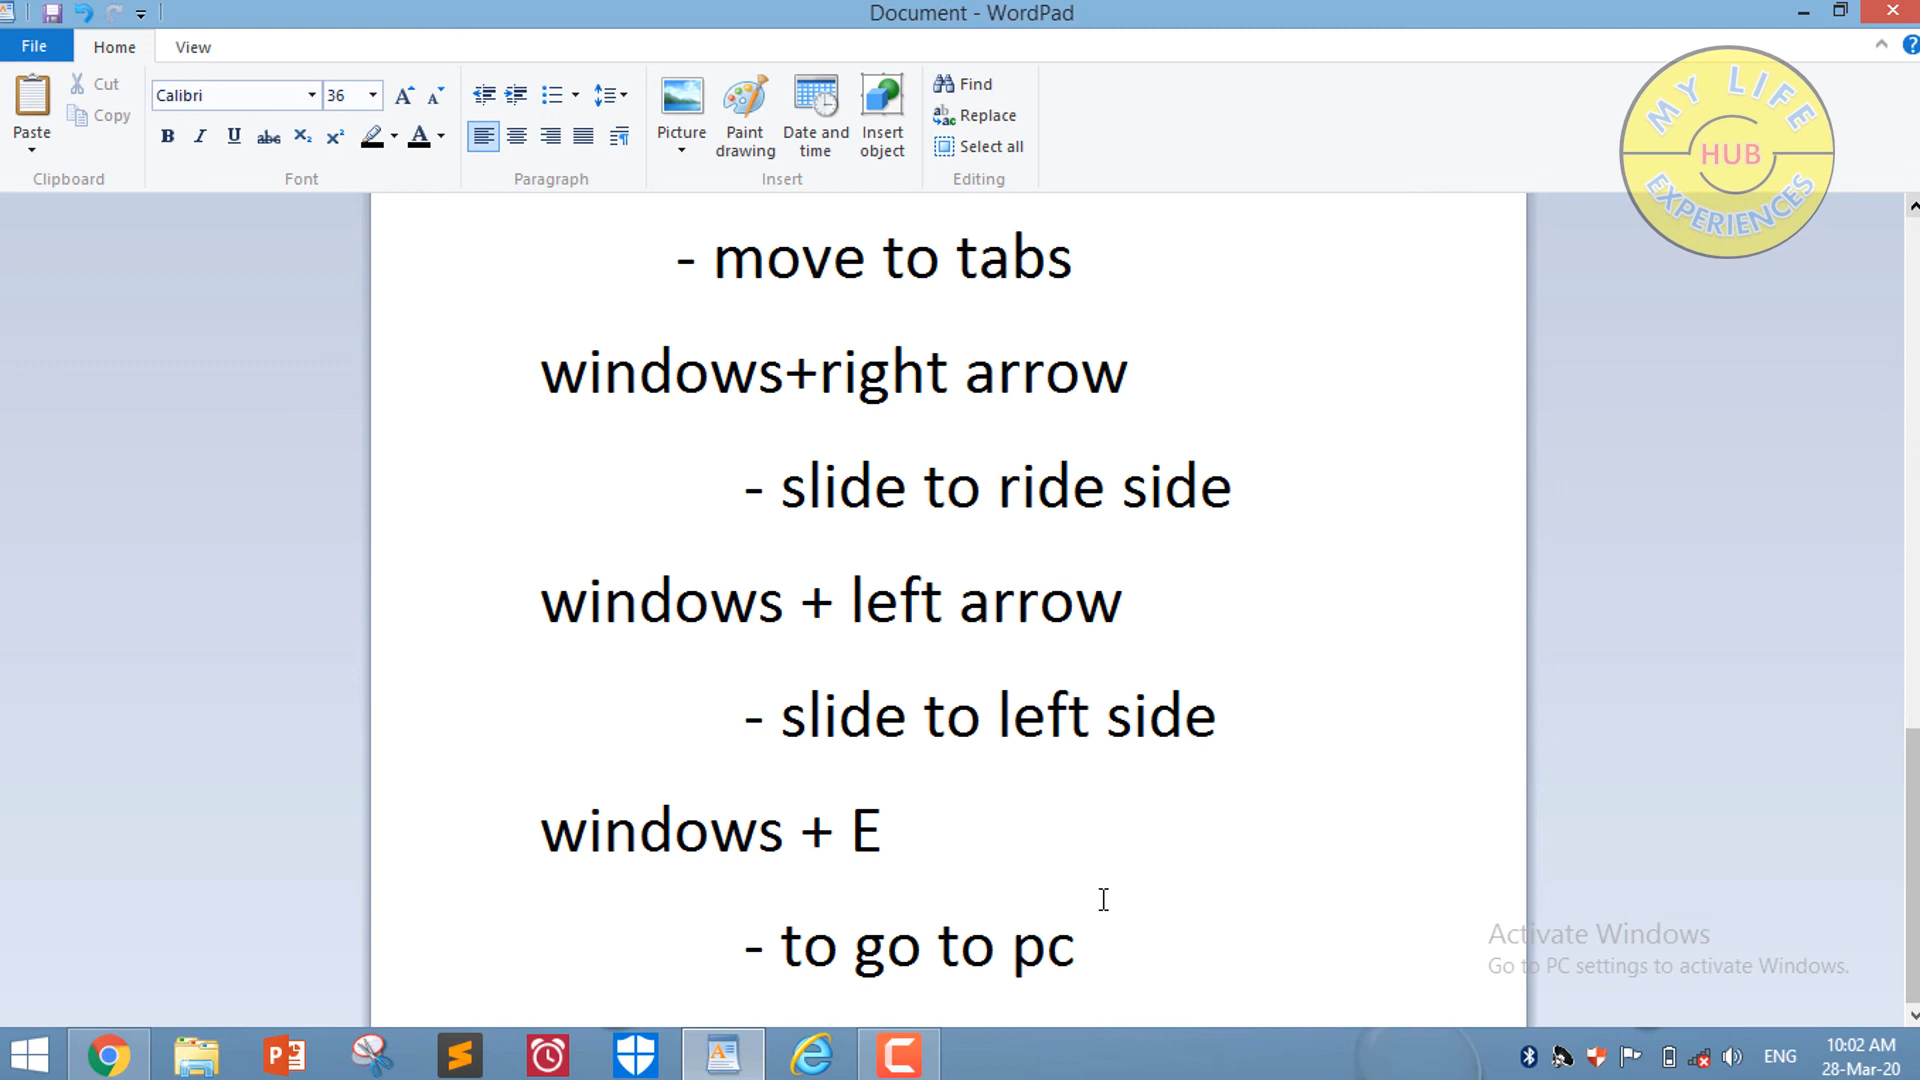 Document - WordPad
File
Home
View
Paste
Cut
Copy
Clipboard
Calibri
36
Font
Paragraph
Picture
Paint drawing
Date and time
Insert object
Insert
Find
Replace
Select all
Editing
MY LIFE
HUB
EXPERIENCES
- move to tabs
windows+right arrow
- slide to ride side
windows + left arrow
- slide to left side
windows + E
- to go to pc
Activate Windows
Go to PC settings to activate Windows.
ENG
10:02 AM
28-Mar-20